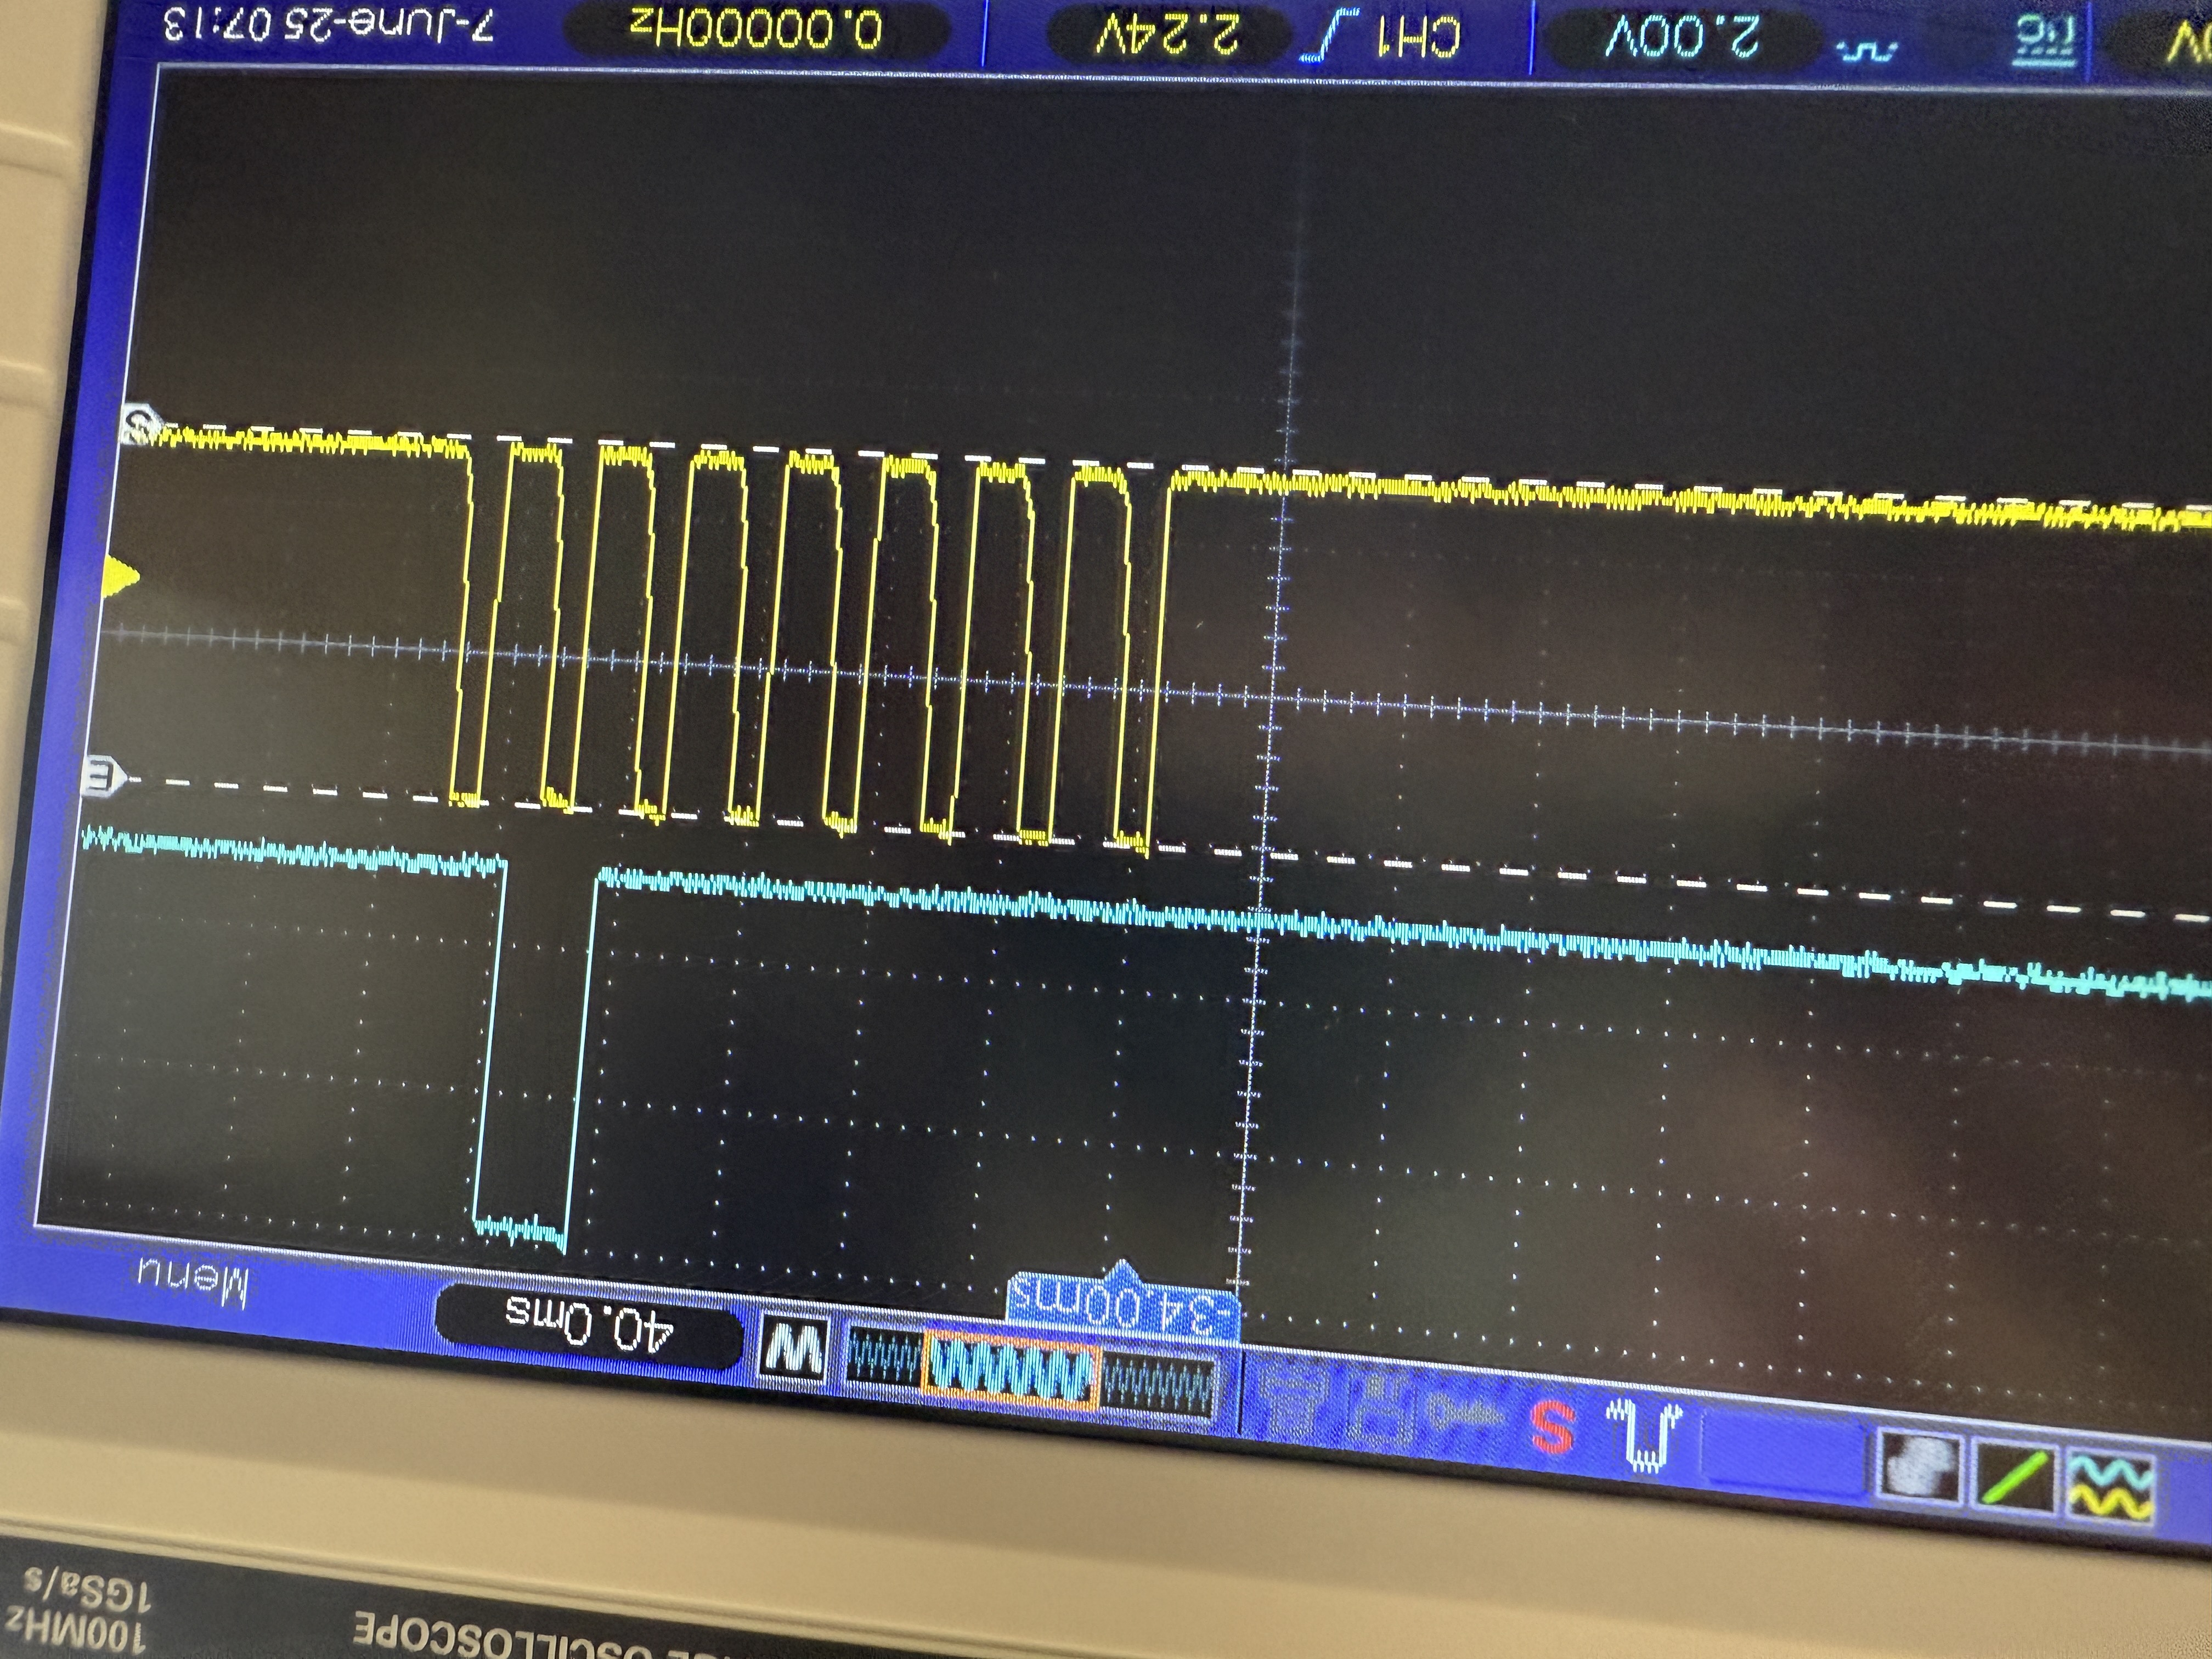 OSCILLOSCOPE
100MHz
1GSa/s
S
W
40.0ms
Menu
-34.00ms
E
0V
2.00V
CH1
2.24V
0.00000Hz
7-June-25 07:13